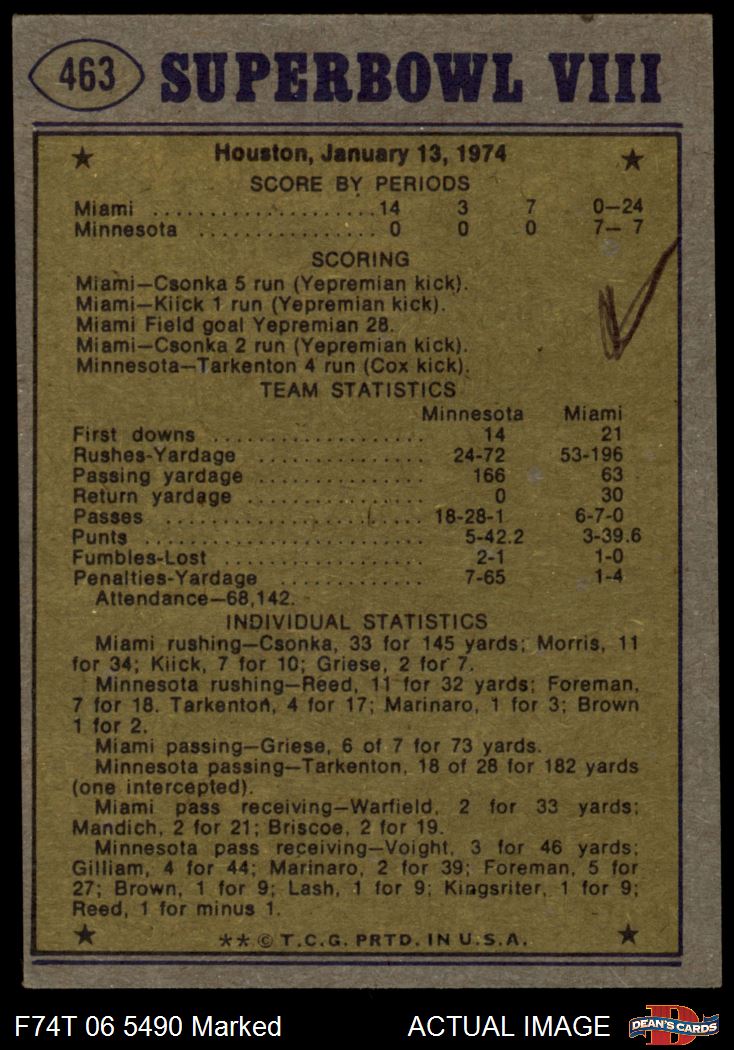 463 SUPERBOWL VIII
Houston, January 13, 1974
SCORE BY PERIODS
Miami .....................14 3 7 0—24
Minnesota ................ 0 0 0 7— 7
SCORING
Miami—Csonka 5 run (Yepremian kick).
Miami—Kiick 1 run (Yepremian kick).
Miami Field goal Yepremian 28.
Miami—Csonka 2 run (Yepremian kick).
Minnesota—Tarkenton 4 run (Cox kick).
TEAM STATISTICS
Minnesota Miami
First downs .................... 14 21
Rushes-Yardage ............... 24-72 53-196
Passing yardage ................ 166 63
Return yardage ................. 0 30
Passes ........................ 18-28-1 6-7-0
Punts ......................... 5-42.2 3-39.6
Fumbles-Lost .................. 2-1 1-0
Penalties-Yardage ............. 7-65 1-4
Attendance—68,142.
INDIVIDUAL STATISTICS
Miami rushing—Csonka, 33 for 145 yards; Morris, 11
for 34; Kiick, 7 for 10; Griese, 2 for 7.
Minnesota rushing—Reed, 11 for 32 yards; Foreman,
7 for 18. Tarkenton, 4 for 17; Marinaro, 1 for 3; Brown
1 for 2.
Miami passing—Griese, 6 of 7 for 73 yards.
Minnesota passing—Tarkenton, 18 of 28 for 182 yards
(one intercepted).
Miami pass receiving—Warfield, 2 for 33 yards;
Mandich, 2 for 21; Briscoe, 2 for 19.
Minnesota pass receiving—Voight, 3 for 46 yards;
Gilliam, 4 for 44; Marinaro, 2 for 39; Foreman, 5 for
27; Brown, 1 for 9; Lash, 1 for 9; Kingsriter, 1 for 9;
Reed, 1 for minus 1.
** © T.C.G. PRTD. IN U.S.A.
F74T 06 5490 Marked ACTUAL IMAGE D DEAN'S CARDS